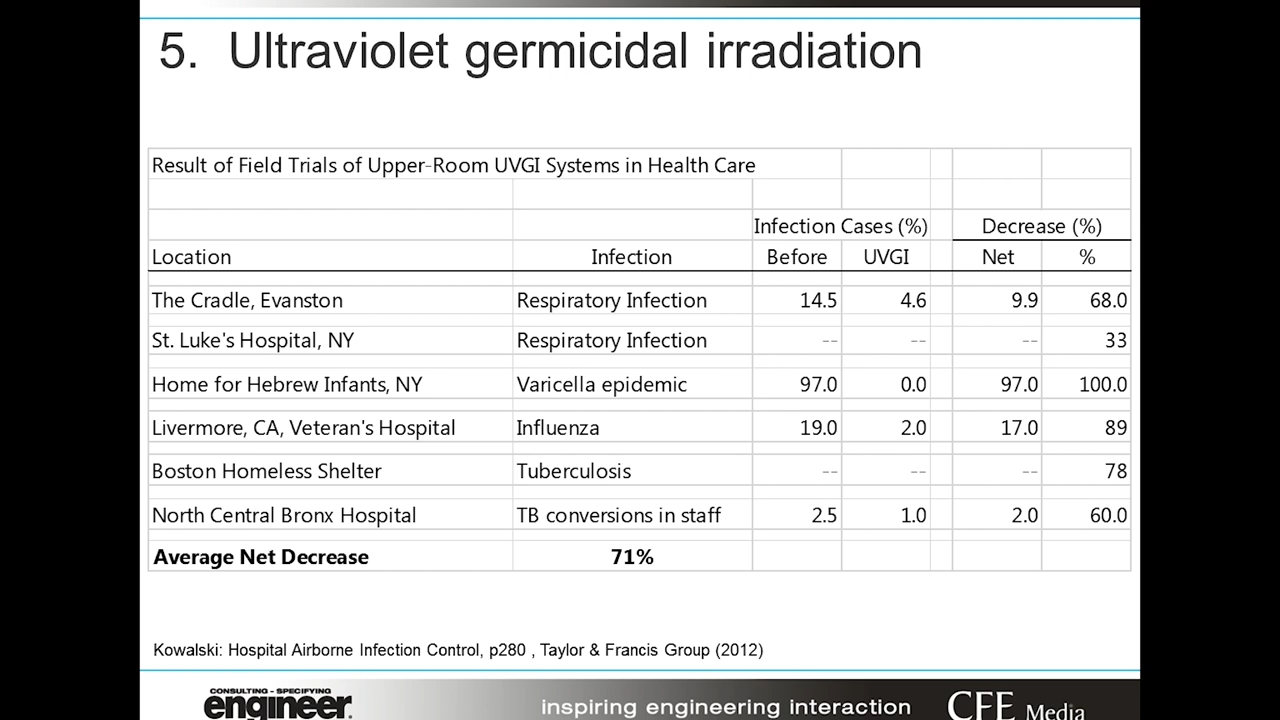 5. Ultraviolet germicidal irradiation
Result of Field Trials of Upper-Room UVGI Systems in Health Care
Infection Cases (%) Decrease (%)
Location Infection Before UVGI Net %
The Cradle, Evanston Respiratory Infection 14.5 4.6 9.9 68.0
St. Luke's Hospital, NY Respiratory Infection -- -- -- 33
Home for Hebrew Infants, NY Varicella epidemic 97.0 0.0 97.0 100.0
Livermore, CA, Veteran's Hospital Influenza 19.0 2.0 17.0 89
Boston Homeless Shelter Tuberculosis -- -- -- 78
North Central Bronx Hospital TB conversions in staff 2.5 1.0 2.0 60.0
Average Net Decrease 71%
Kowalski: Hospital Airborne Infection Control, p280 , Taylor & Francis Group (2012)
CONSULTING - SPECIFYING
engineer®
inspiring engineering interaction
CFE Media